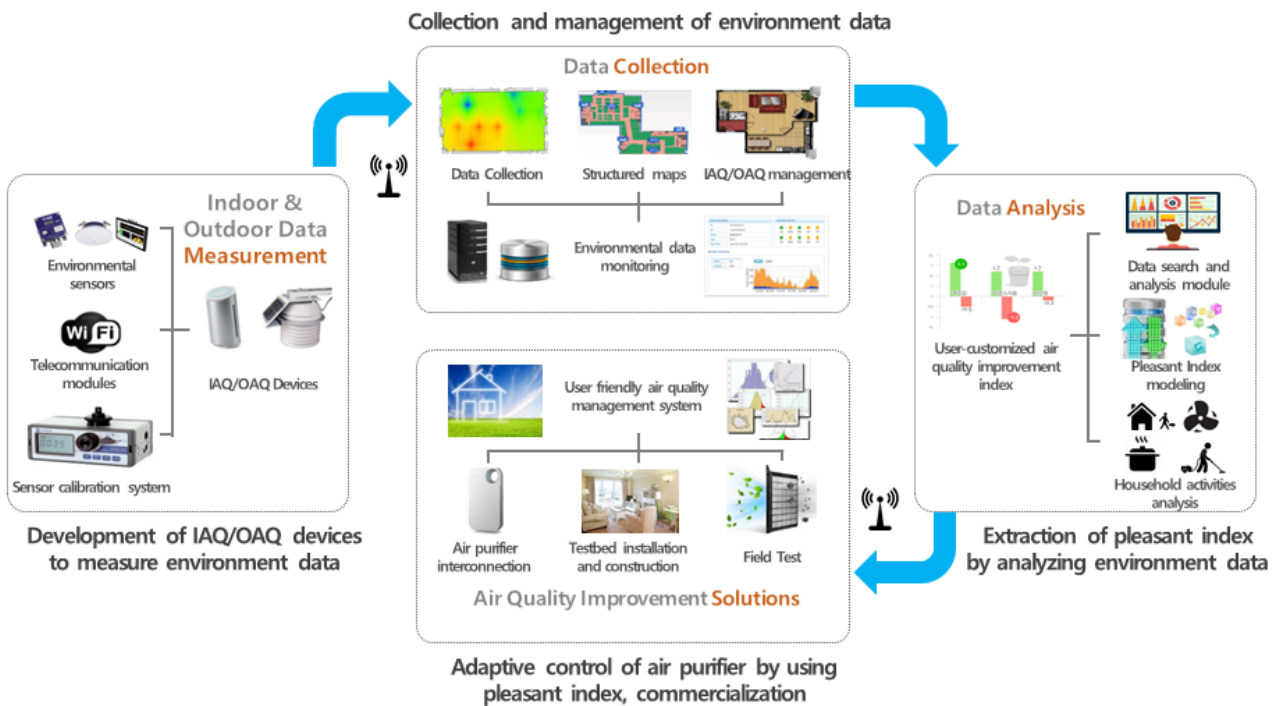 Collection and management of environment data
Data Collection
Data Collection
Structured maps
IAQ/OAQ management
Environmental data
monitoring
Indoor &
Outdoor Data
Measurement
Environmental
sensors
WiFi
Telecommunication
modules
IAQ/OAQ Devices
Sensor calibration system
Development of IAQ/OAQ devices
to measure environment data
Data Analysis
Data search and
analysis module
User-customized air
quality improvement
index
Pleasant Index
modeling
Household activities
analysis
Extraction of pleasant index
by analyzing environment data
User friendly air quality
management system
Air purifier
interconnection
Testbed installation
and construction
Field Test
Air Quality Improvement Solutions
Adaptive control of air purifier by using
pleasant index, commercialization